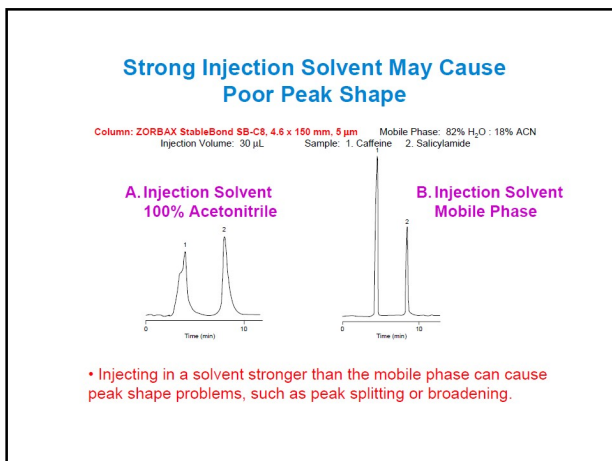 Strong Injection Solvent May Cause
Poor Peak Shape
Column: ZORBAX StableBond SB-C8, 4.6 x 150 mm, 5 μm Mobile Phase: 82% H₂O : 18% ACN
Injection Volume: 30 μL Sample: 1. Caffeine 2. Salicylamide
A. Injection Solvent
100% Acetonitrile
B. Injection Solvent
Mobile Phase
1
2
0
10
Time (min)
1
2
0
10
Time (min)
• Injecting in a solvent stronger than the mobile phase can cause
peak shape problems, such as peak splitting or broadening.